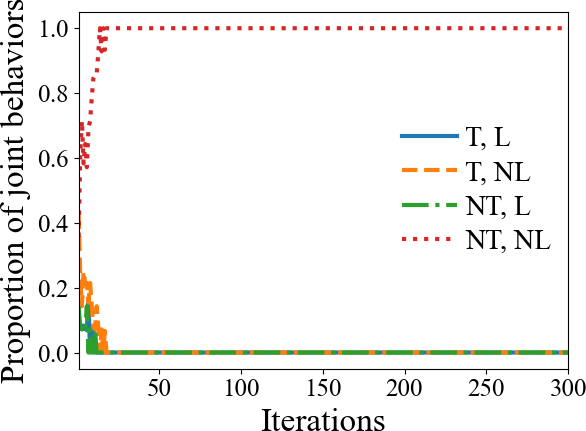 Proportion of joint behaviors
1.0
0.8
0.6
0.4
0.2
0.0
T, L
T, NL
NT, L
NT, NL
50 100 150 200 250 300
Iterations